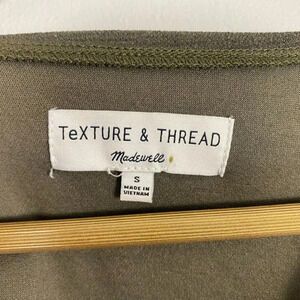 TeXTURE & THREAD
Madewell
S
MADE IN
VIETNAM